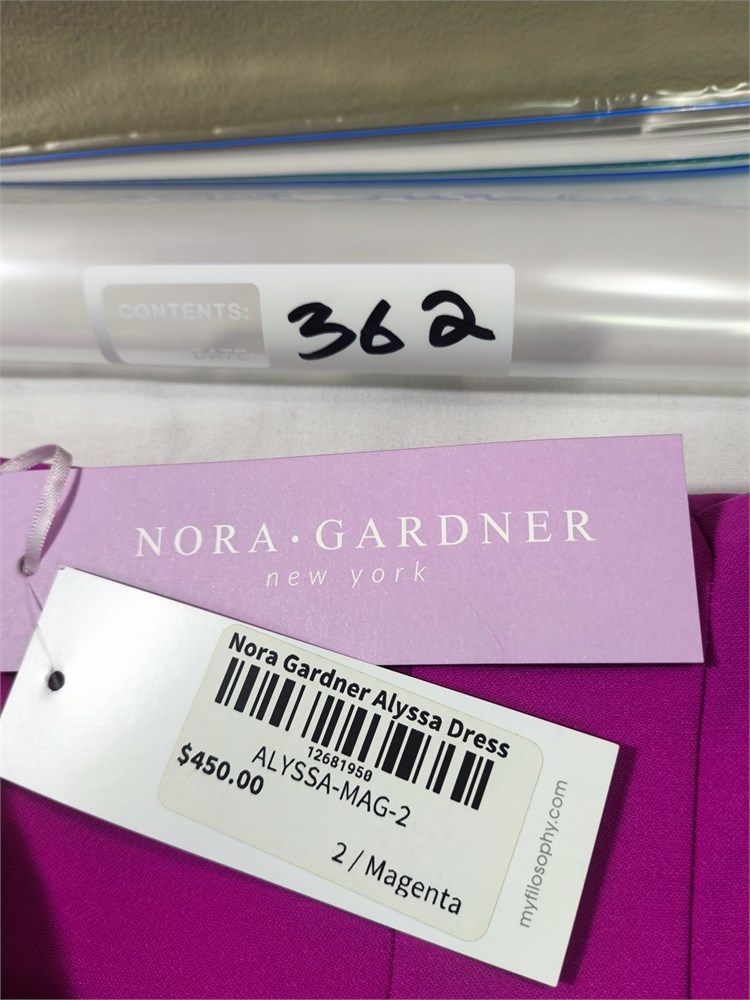 CONTENTS:
DATE
362
NORA·GARDNER
new york
Nora Gardner Alyssa Dress
12681950
ALYSSA-MAG-2
$450.00
2 / Magenta
myfilosophy.com